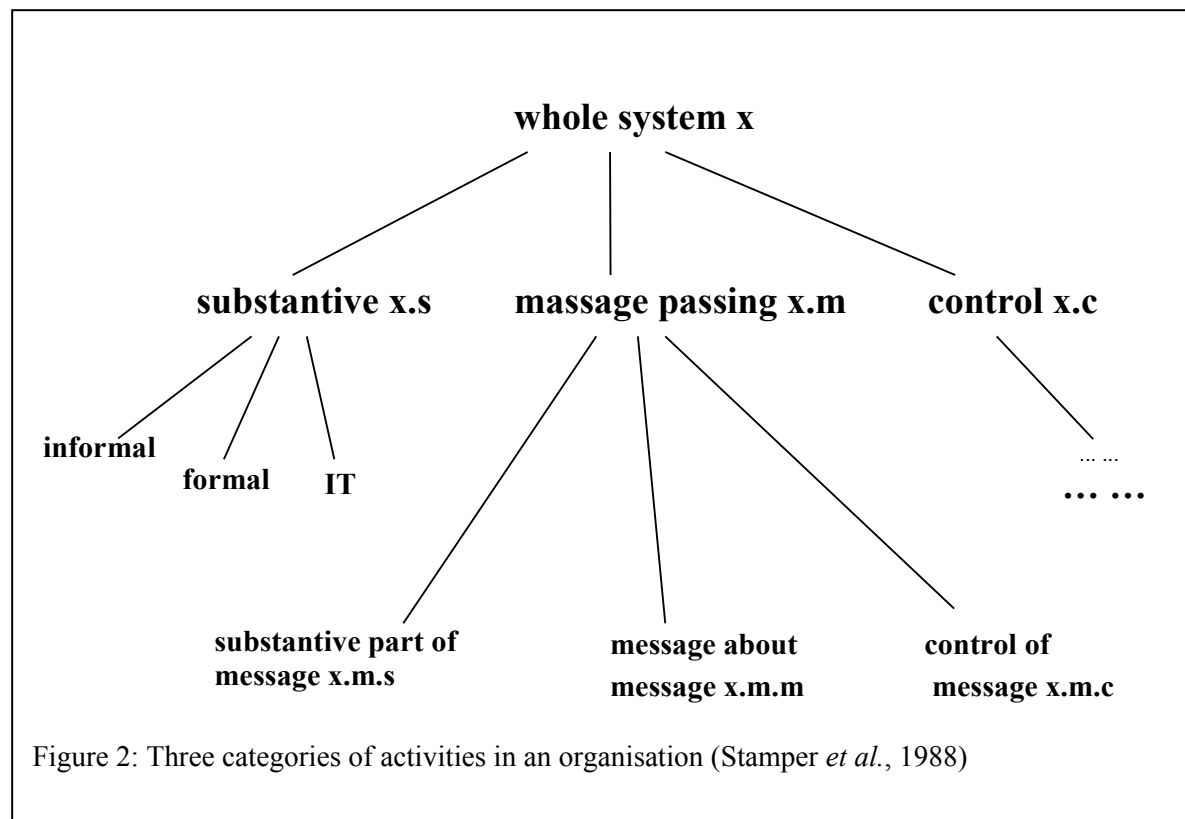 whole system x
substantive x.s
massage passing x.m
control x.c
informal
formal
IT
... ...
... ...
substantive part of
message x.m.s
message about
message x.m.m
control of
message x.m.c
Figure 2: Three categories of activities in an organisation (Stamper et al., 1988)